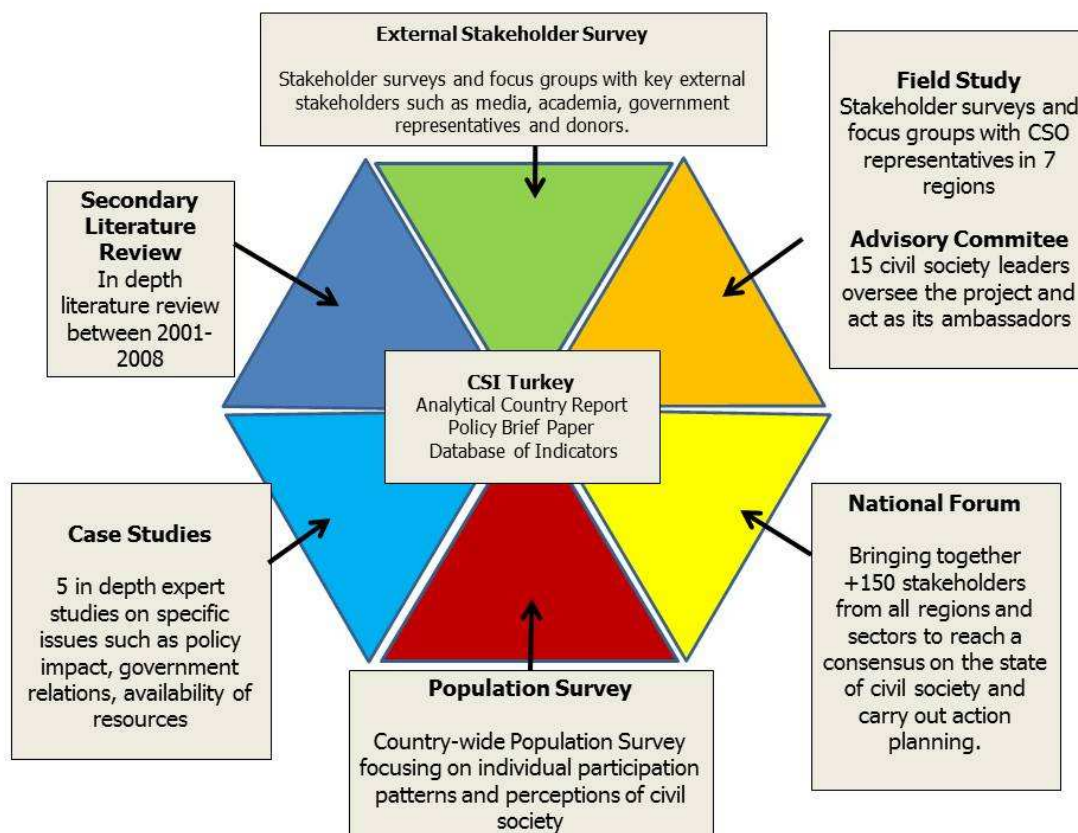 External Stakeholder Survey
Stakeholder surveys and focus groups with key external
stakeholders such as media, academia, government
representatives and donors.
Field Study
Stakeholder surveys and
focus groups with CSO
representatives in 7
regions
Advisory Commitee
15 civil society leaders
oversee the project and
act as its ambassadors
Secondary
Literature
Review
In depth
literature review
between 2001-
2008
CSI Turkey
Analytical Country Report
Policy Brief Paper
Database of Indicators
Case Studies
5 in depth expert
studies on specific
issues such as policy
impact, government
relations, availability of
resources
National Forum
Bringing together
+150 stakeholders
from all regions and
sectors to reach a
consensus on the state
of civil society and
carry out action
planning.
Population Survey
Country-wide Population Survey
focusing on individual participation
patterns and perceptions of civil
society